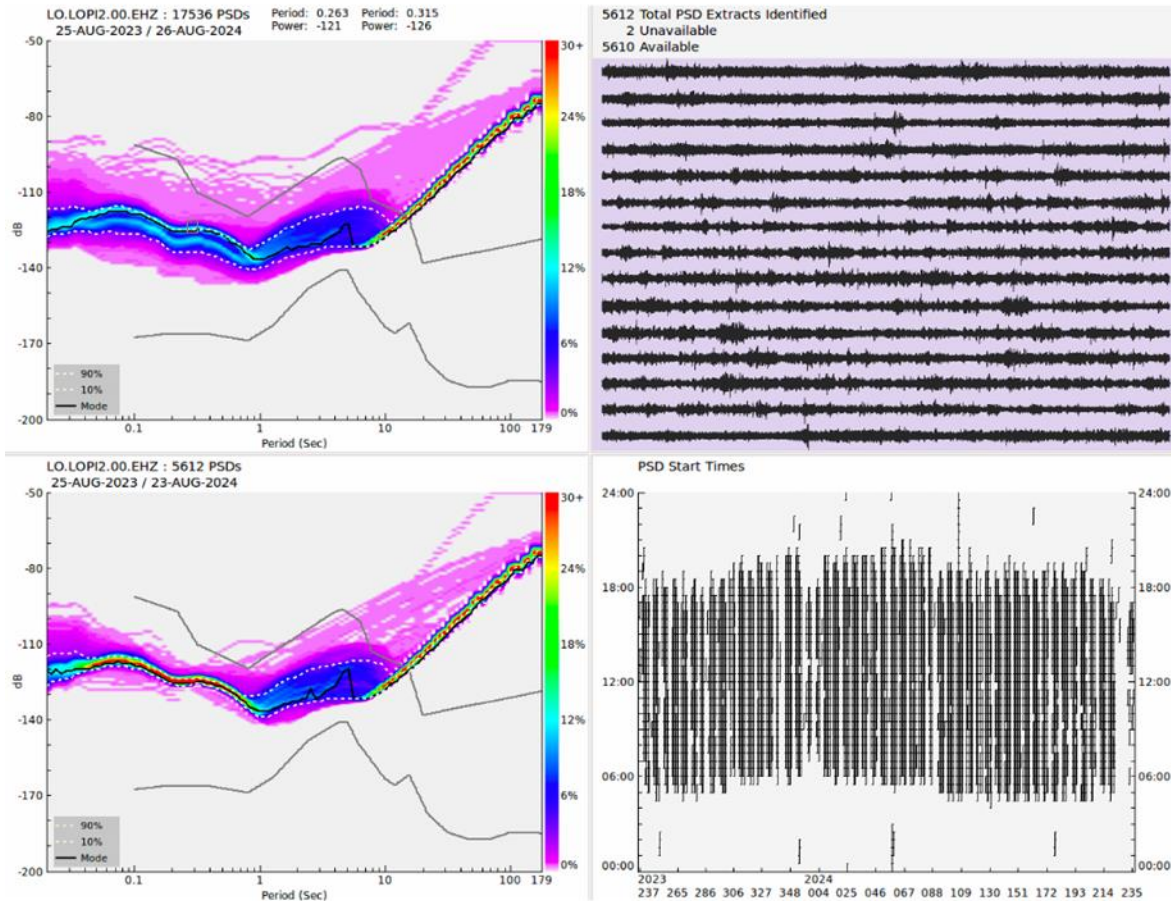 LO.LOPI2.00.EHZ : 17536 PSDs
25-AUG-2023 / 26-AUG-2024
Period: 0.263 Period: 0.315
Power: -121 Power: -126
-50
-80
-110
dB
-140
-170
-200
30+
24%
18%
12%
6%
0%
90%
10%
Mode
0.1 1 10 100 179
Period (Sec)
5612 Total PSD Extracts Identified
2 Unavailable
5610 Available
LO.LOPI2.00.EHZ : 5612 PSDs
25-AUG-2023 / 23-AUG-2024
-50
-80
-110
dB
-140
-170
-200
30+
24%
18%
12%
6%
0%
90%
10%
Mode
0.1 1 10 100 179
Period (Sec)
PSD Start Times
24:00 24:00
18:00 18:00
12:00 12:00
06:00 06:00
00:00 00:00
2023 2024
237 265 286 306 327 348 004 025 046 067 088 109 130 151 172 193 214 235